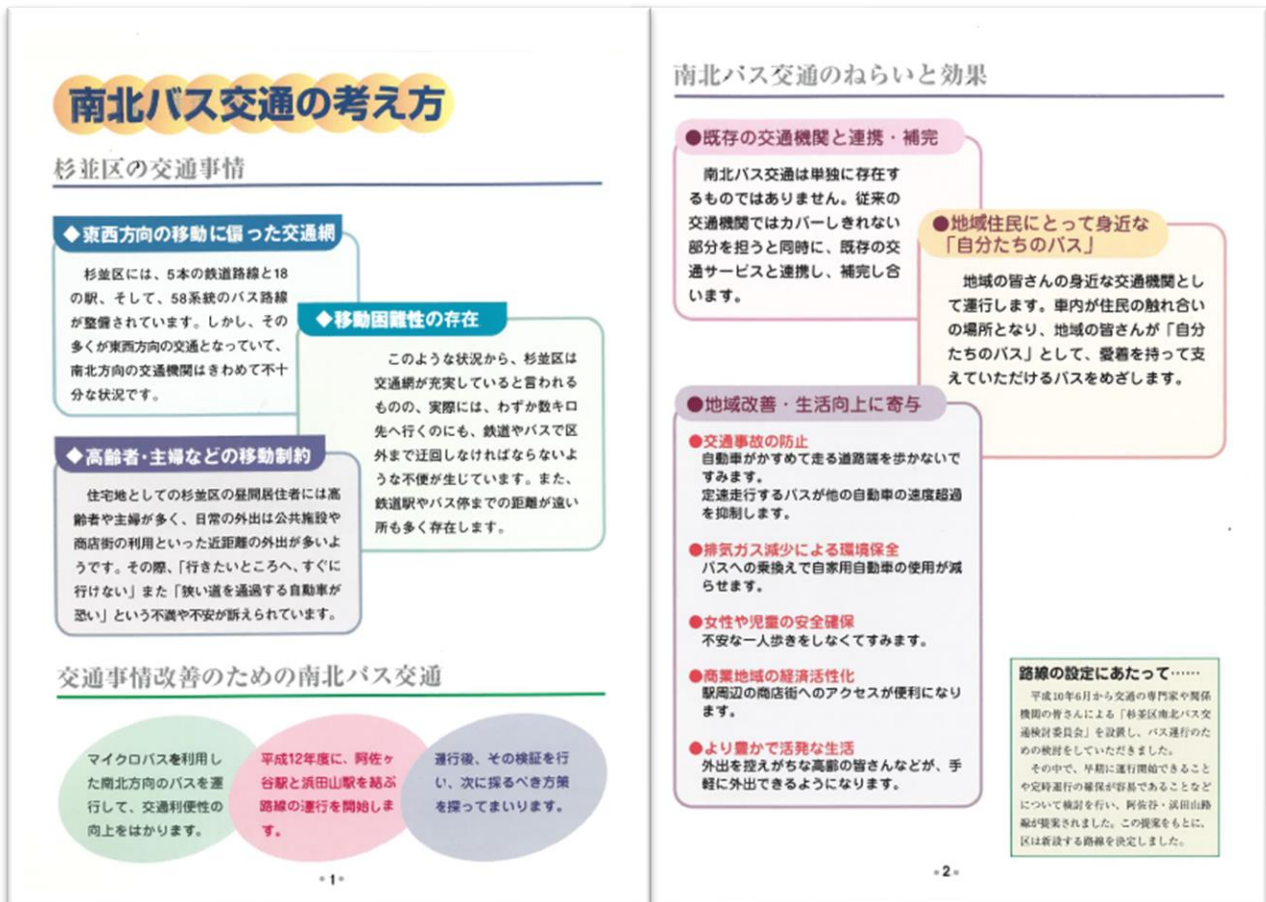 南北バス交通の考え方
杉並区の交通事情
◆東西方向の移動に偏った交通網
杉並区には、5本の鉄道路線と18
の駅、そして、58系統のバス路線
が整備されています。しかし、その
多くが東西方向の交通となっていて、
南北方向の交通機関はきわめて不十
分な状況です。
◆移動困難性の存在
このような状況から、杉並区は
交通網が充実していると言われる
ものの、実際には、わずか数キロ
先へ行くのにも、鉄道やバスで区
外まで迂回しなければならないよ
うな不便が生じています。また、
鉄道駅やバス停までの距離が遠い
所も多く存在します。
◆高齢者・主婦などの移動制約
住宅地としての杉並区の昼間居住者には高
齢者や主婦が多く、日常の外出は公共施設や
商店街の利用といった近距離の外出が多いよ
うです。その際、「行きたいところへ、すぐに
行けない」また「狭い道を通過する自動車が
恐い」という不満や不安が訴えられています。
交通事情改善のための南北バス交通
マイクロバスを利用し
た南北方向のバスを運
行して、交通利便性の
向上をはかります。
平成12年度に、阿佐ヶ
谷駅と浜田山駅を結ぶ
路線の運行を開始しま
す。
運行後、その検証を行
い、次に採るべき方策
を探ってまいります。
●1●
南北バス交通のねらいと効果
●既存の交通機関と連携・補完
南北バス交通は単独に存在す
るものではありません。従来の
交通機関ではカバーしきれない
部分を担うと同時に、既存の交
通サービスと連携し、補完し合
います。
●地域住民にとって身近な
「自分たちのバス」
地域の皆さんの身近な交通機関とし
て運行します。車内が住民の触れ合い
の場所となり、地域の皆さんが「自分
たちのバス」として、愛着を持って支
えていただけるバスをめざします。
●地域改善・生活向上に寄与
●交通事故の防止
自動車がかすめて走る道路端を歩かないで
すみます。
定速走行するバスが他の自動車の速度超過
を抑制します。
●排気ガス減少による環境保全
バスへの乗換えで自家用自動車の使用が減
らせます。
●女性や児童の安全確保
不安な一人歩きをしなくてすみます。
●商業地域の経済活性化
駅周辺の商店街へのアクセスが便利になり
ます。
●より豊かで活発な生活
外出を控えがちな高齢の皆さんなどが、手
軽に外出できるようになります。
路線の設定にあたって……
平成10年6月から交通の専門家や関係
機関の皆さんによる「杉並区南北バス交
通検討委員会」を設置し、バス運行のた
めの検討をしていただきました。
その中で、早期に運行開始できること
や定時運行の確保が容易であることなど
について検討を行い、阿佐谷・浜田山路
線が提案されました。この提案をもとに、
区は新設する路線を決定しました。
●2●